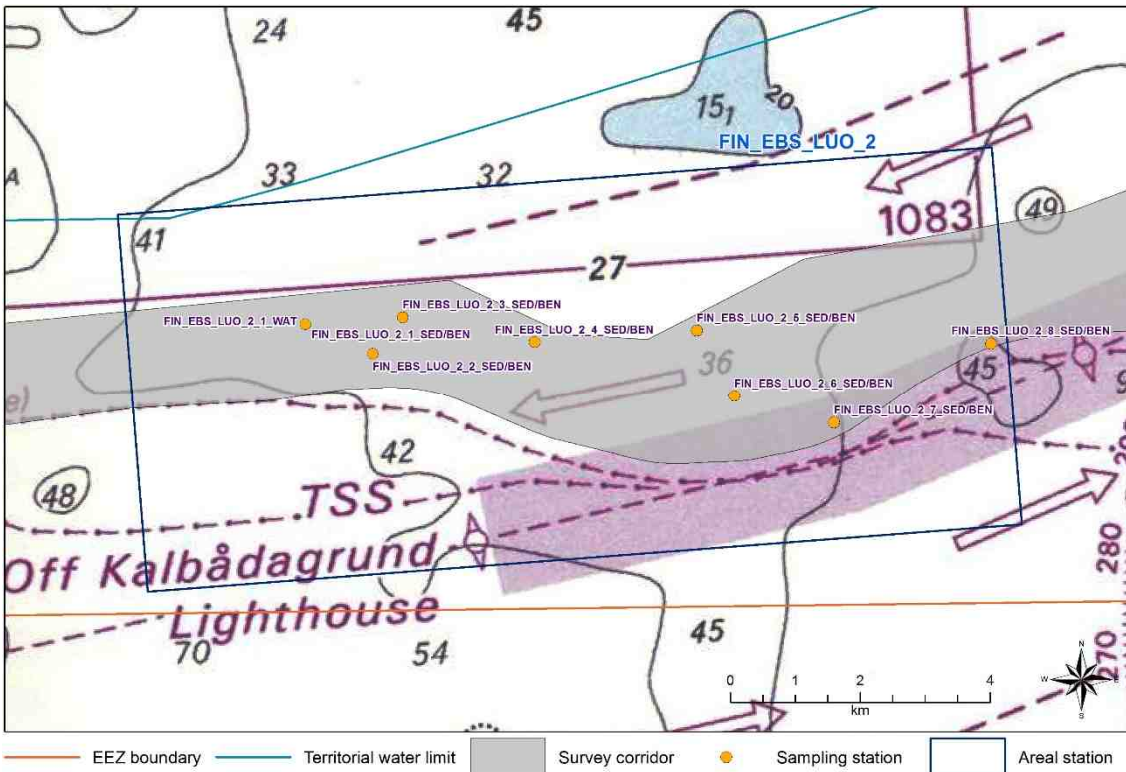 24
45
15₁
20
FIN_EBS_LUO_2
33
32
A
41
1083
49
27
FIN_EBS_LUO_2_3_SED/BEN
FIN_EBS_LUO_2_1_WAT
FIN_EBS_LUO_2_1_SED/BEN
FIN_EBS_LUO_2_4_SED/BEN
FIN_EBS_LUO_2_5_SED/BEN
FIN_EBS_LUO_2_8_SED/BEN
FIN_EBS_LUO_2_2_SED/BEN
36
45
e)
FIN_EBS_LUO_2_6_SED/BEN
FIN_EBS_LUO_2_7_SED/BEN
42
48
TSS
Off Kalbådagrund
Lighthouse
280
270
70
54
45
N
W
S
0 1 2 4
km
EEZ boundary
Territorial water limit
Survey corridor
Sampling station
Areal station